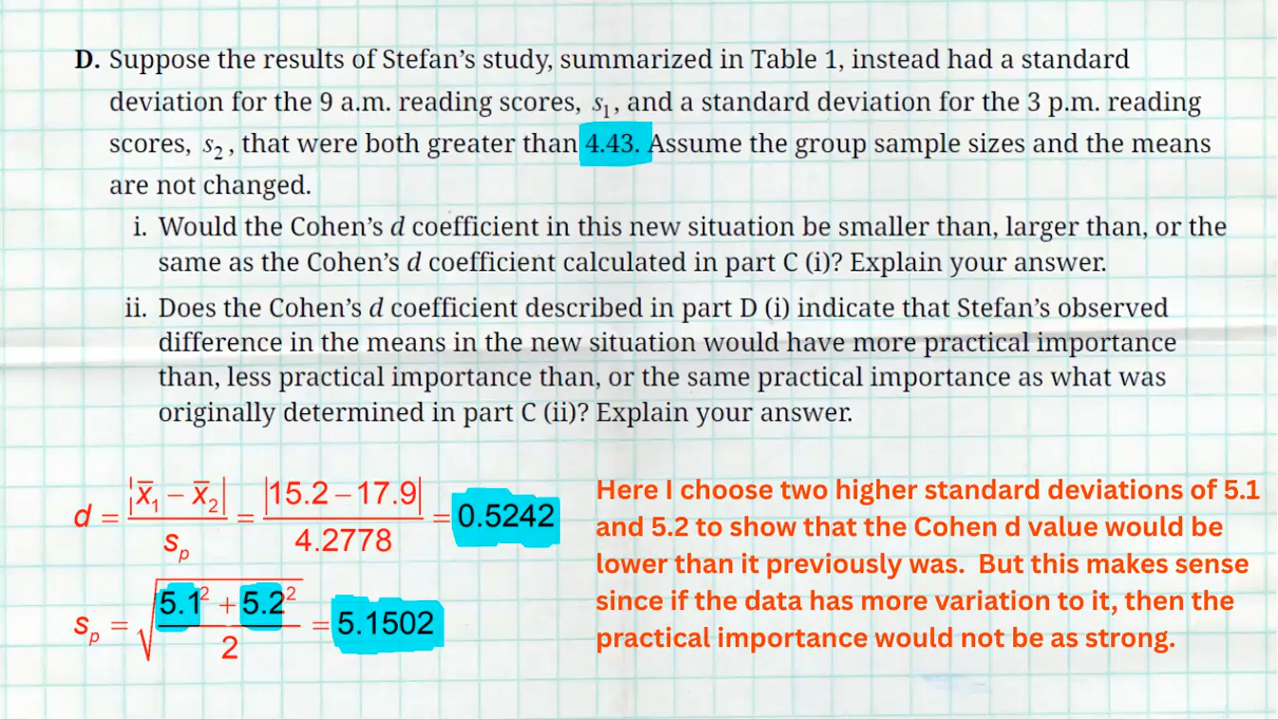 D. Suppose the results of Stefan’s study, summarized in Table 1, instead had a standard
deviation for the 9 a.m. reading scores, s₁, and a standard deviation for the 3 p.m. reading
scores, s₂, that were both greater than 4.43. Assume the group sample sizes and the means
are not changed.
i. Would the Cohen’s d coefficient in this new situation be smaller than, larger than, or the
same as the Cohen’s d coefficient calculated in part C (i)? Explain your answer.
ii. Does the Cohen’s d coefficient described in part D (i) indicate that Stefan’s observed
difference in the means in the new situation would have more practical importance
than, less practical importance than, or the same practical importance as what was
originally determined in part C (ii)? Explain your answer.
d = |x̄₁ − x̄₂| / sₚ = |15.2 − 17.9| / 4.2778 = 0.5242
sₚ = √((5.1² + 5.2²) / 2) = 5.1502
Here I choose two higher standard deviations of 5.1
and 5.2 to show that the Cohen d value would be
lower than it previously was. But this makes sense
since if the data has more variation to it, then the
practical importance would not be as strong.